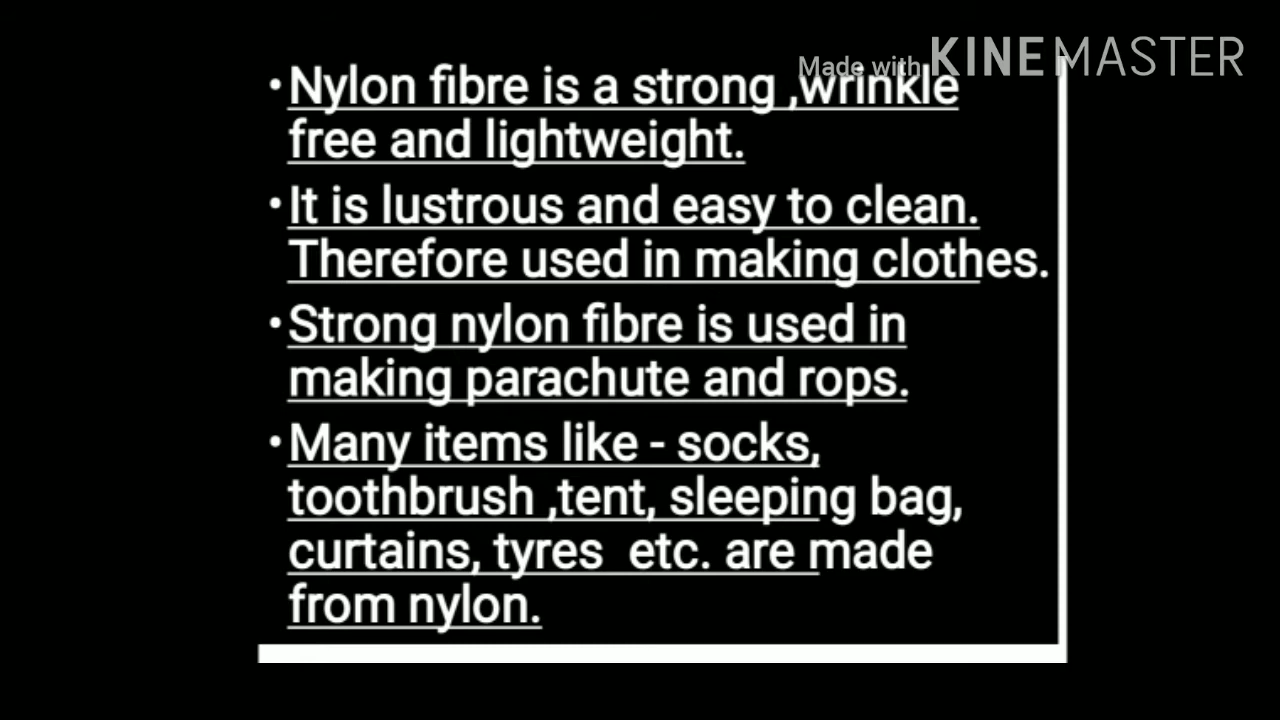 Made with KINEMASTER
•Nylon fibre is a strong ,wrinkle
free and lightweight.
•It is lustrous and easy to clean.
Therefore used in making clothes.
•Strong nylon fibre is used in
making parachute and rops.
•Many items like - socks,
toothbrush ,tent, sleeping bag,
curtains, tyres  etc. are made
from nylon.